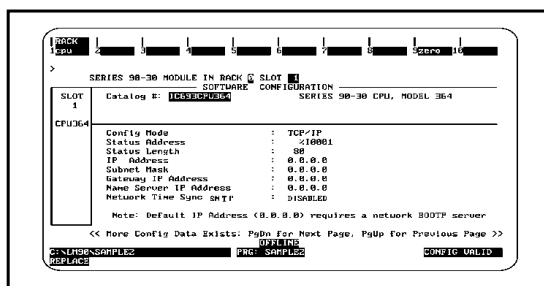 RACK
1 cpu 2 3 4 5 6 7 8 9 zero 10
>
SERIES 90-30 MODULE IN RACK 0 SLOT 1
SOFTWARE CONFIGURATION
SLOT 1
Catalog #: IC693CPU364 SERIES 90-30 CPU, MODEL 364
CPU364
Config Mode : TCP/IP
Status Address : %I0001
Status Length : 80
IP Address : 0.0.0.0
Subnet Mask : 0.0.0.0
Gateway IP Address : 0.0.0.0
Name Server IP Address : 0.0.0.0
Network Time Sync SNTP : DISABLED
Note: Default IP Address (0.0.0.0) requires a network BOOTP server
<< More Config Data Exists: PgDn for Next Page, PgUp for Previous Page >>
OFFLINE
C:\LM90\SAMPLE2 PRG: SAMPLE2 CONFIG VALID
REPLACE